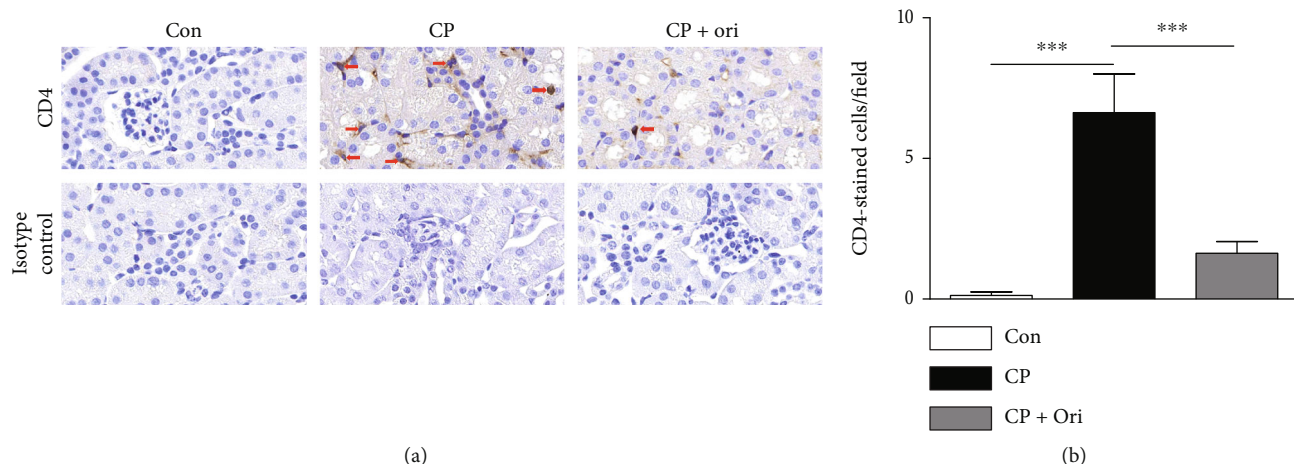 Con
CP
CP + ori
CD4
Isotype
control
(a)
10
5
0
CD4-stained cells/field
***
***
Con
CP
CP + Ori
(b)